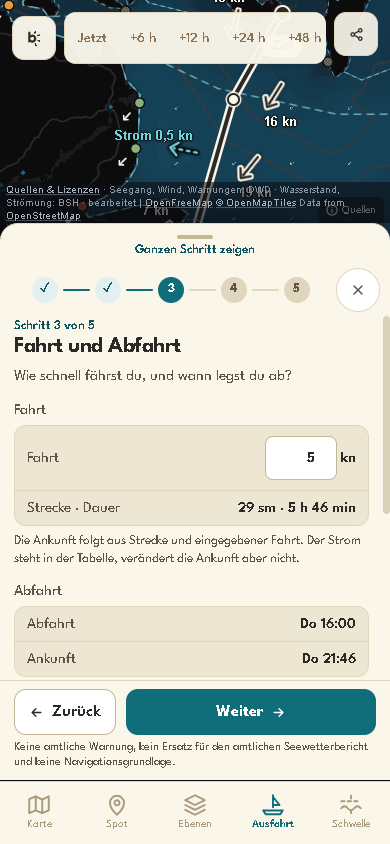 Jetzt +6 h +12 h +24 h +48 h
16 kn
Strom 0,5 kn
Quellen & Lizenzen · Seegang, Wind, Warnungen: DWD · Wasserstand,
Strömung: BSH · bearbeitet | OpenFreeMap © OpenMapTiles Data from
OpenStreetMap
Quellen
Ganzen Schritt zeigen
3 4 5
Schritt 3 von 5
Fahrt und Abfahrt
Wie schnell fährst du, und wann legst du ab?
Fahrt
Fahrt 5 kn
Strecke · Dauer 29 sm · 5 h 46 min
Die Ankunft folgt aus Strecke und eingegebener Fahrt. Der Strom
steht in der Tabelle, verändert die Ankunft aber nicht.
Abfahrt
Abfahrt Do 16:00
Ankunft Do 21:46
← Zurück Weiter →
Keine amtliche Warnung, kein Ersatz für den amtlichen Seewetterbericht
und keine Navigationsgrundlage.
Karte Spot Ebenen Ausfahrt Schwelle